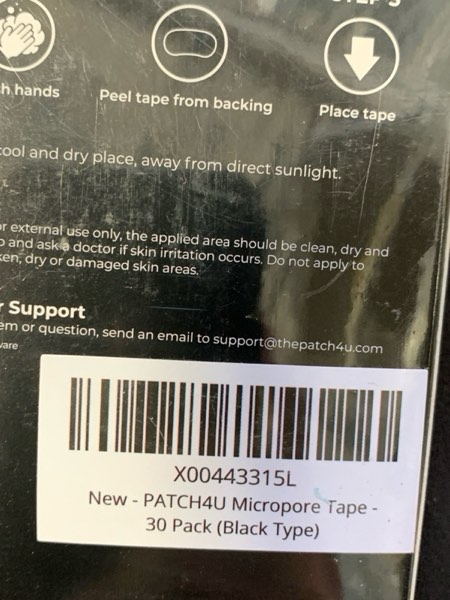 h hands
Peel tape from backing
Place tape
cool and dry place, away from direct sunlight.
or external use only, the applied area should be clean, dry and
p and ask a doctor if skin irritation occurs. Do not apply to
ken, dry or damaged skin areas.
r Support
em or question, send an email to support@thepatch4u.com
ware
X00443315L
New - PATCH4U Micropore Tape -
30 Pack (Black Type)